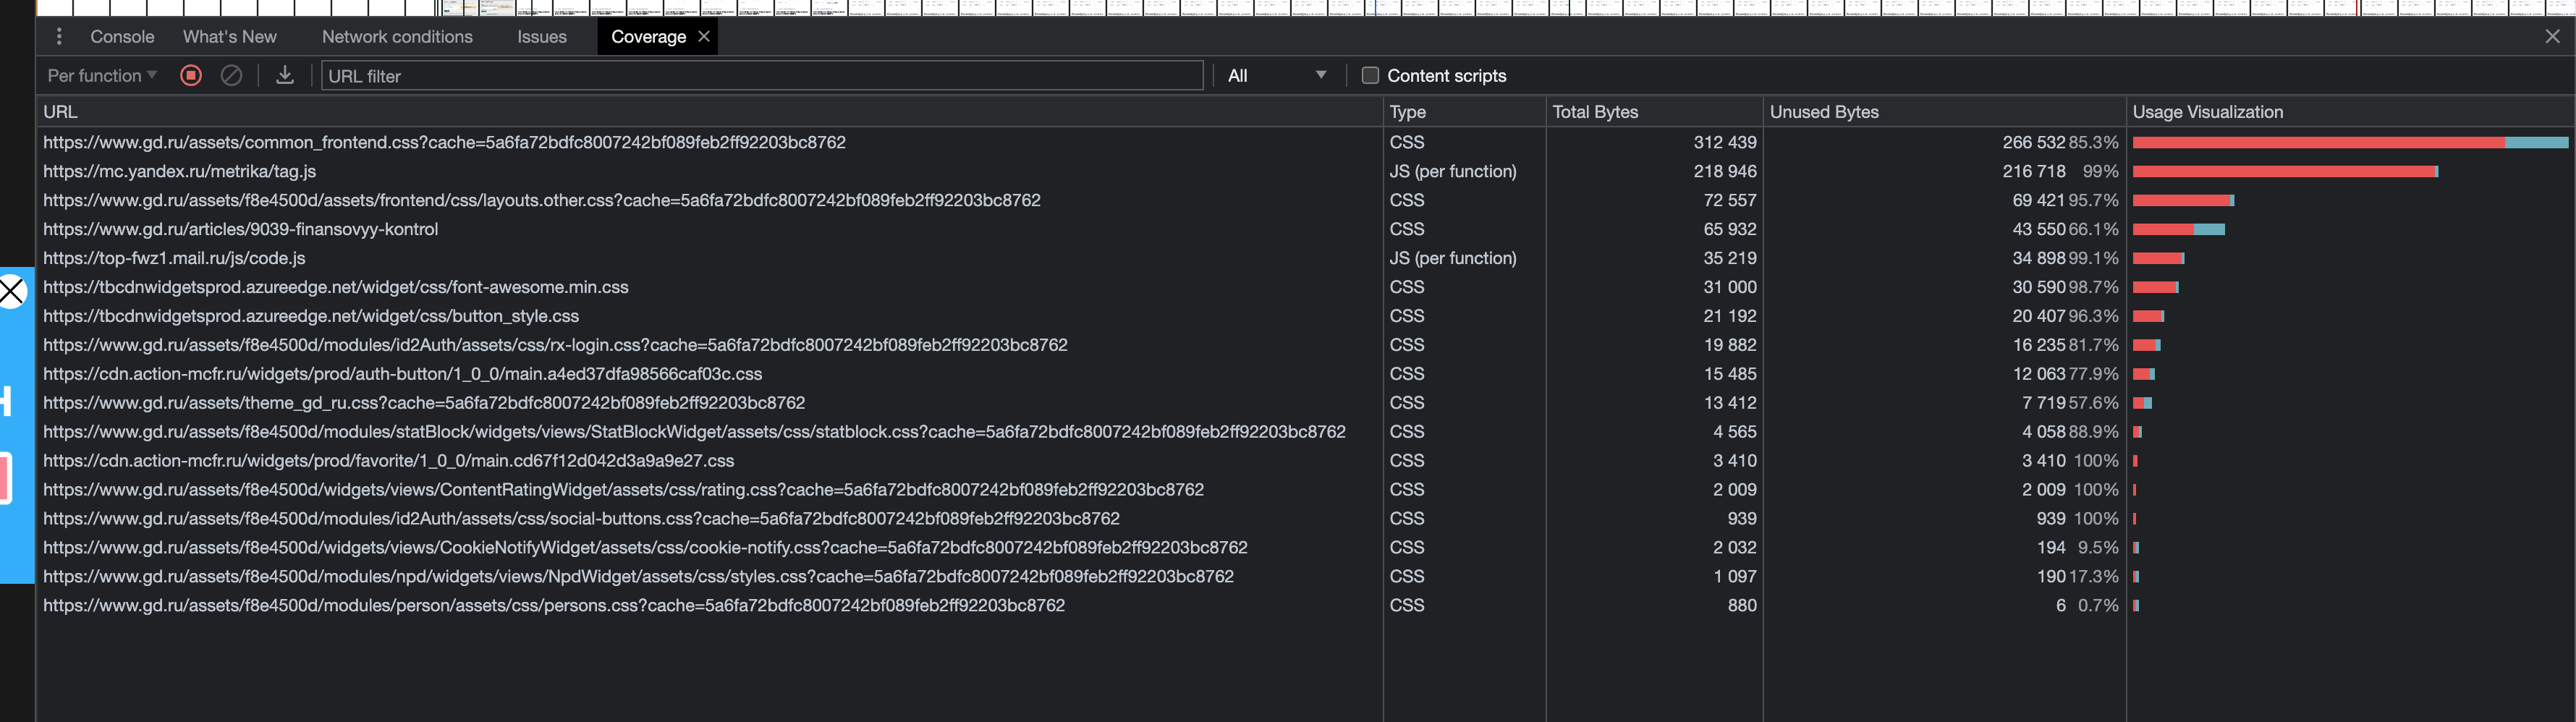 Console What's New Network conditions Issues Coverage
Per function URL filter All Content scripts
URL Type Total Bytes Unused Bytes Usage Visualization
https://www.gd.ru/assets/common_frontend.css?cache=5a6fa72bdfc8007242bf089feb2ff92203bc8762 CSS 312 439 266 532 85.3%
https://mc.yandex.ru/metrika/tag.js JS (per function) 218 946 216 718 99%
https://www.gd.ru/assets/f8e4500d/assets/frontend/css/layouts.other.css?cache=5a6fa72bdfc8007242bf089feb2ff92203bc8762 CSS 72 557 69 421 95.7%
https://www.gd.ru/articles/9039-finansovyy-kontrol CSS 65 932 43 550 66.1%
https://top-fwz1.mail.ru/js/code.js JS (per function) 35 219 34 898 99.1%
https://tbcdnwidgetsprod.azureedge.net/widget/css/font-awesome.min.css CSS 31 000 30 590 98.7%
https://tbcdnwidgetsprod.azureedge.net/widget/css/button_style.css CSS 21 192 20 407 96.3%
https://www.gd.ru/assets/f8e4500d/modules/id2Auth/assets/css/rx-login.css?cache=5a6fa72bdfc8007242bf089feb2ff92203bc8762 CSS 19 882 16 235 81.7%
https://cdn.action-mcfr.ru/widgets/prod/auth-button/1_0_0/main.a4ed37dfa98566caf03c.css CSS 15 485 12 063 77.9%
https://www.gd.ru/assets/theme_gd_ru.css?cache=5a6fa72bdfc8007242bf089feb2ff92203bc8762 CSS 13 412 7 719 57.6%
https://www.gd.ru/assets/f8e4500d/modules/statBlock/widgets/views/StatBlockWidget/assets/css/statblock.css?cache=5a6fa72bdfc8007242bf089feb2ff92203bc8762 CSS 4 565 4 058 88.9%
https://cdn.action-mcfr.ru/widgets/prod/favorite/1_0_0/main.cd67f12d042d3a9a9e27.css CSS 3 410 3 410 100%
https://www.gd.ru/assets/f8e4500d/widgets/views/ContentRatingWidget/assets/css/rating.css?cache=5a6fa72bdfc8007242bf089feb2ff92203bc8762 CSS 2 009 2 009 100%
https://www.gd.ru/assets/f8e4500d/modules/id2Auth/assets/css/social-buttons.css?cache=5a6fa72bdfc8007242bf089feb2ff92203bc8762 CSS 939 939 100%
https://www.gd.ru/assets/f8e4500d/widgets/views/CookieNotifyWidget/assets/css/cookie-notify.css?cache=5a6fa72bdfc8007242bf089feb2ff92203bc8762 CSS 2 032 194 9.5%
https://www.gd.ru/assets/f8e4500d/modules/npd/widgets/views/NpdWidget/assets/css/styles.css?cache=5a6fa72bdfc8007242bf089feb2ff92203bc8762 CSS 1 097 190 17.3%
https://www.gd.ru/assets/f8e4500d/modules/person/assets/css/persons.css?cache=5a6fa72bdfc8007242bf089feb2ff92203bc8762 CSS 880 6 0.7%